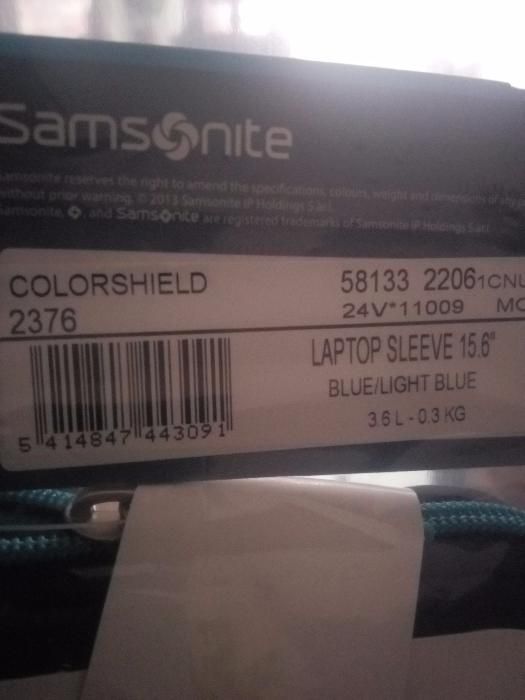 Samsonite
Samsonite reserves the right to amend the specifications, colours, weight and dimensions of any
without prior warning. © 2013 Samsonite IP Holdings S.àr.l.
Samsonite, and Samsonite are registered trademarks of Samsonite IP Holdings S.àr.l.
COLORSHIELD
58133 2206 1CNU
2376
24V*11009 MC
LAPTOP SLEEVE 15.6"
BLUE/LIGHT BLUE
3.6 L - 0.3 KG
5 414847 443091